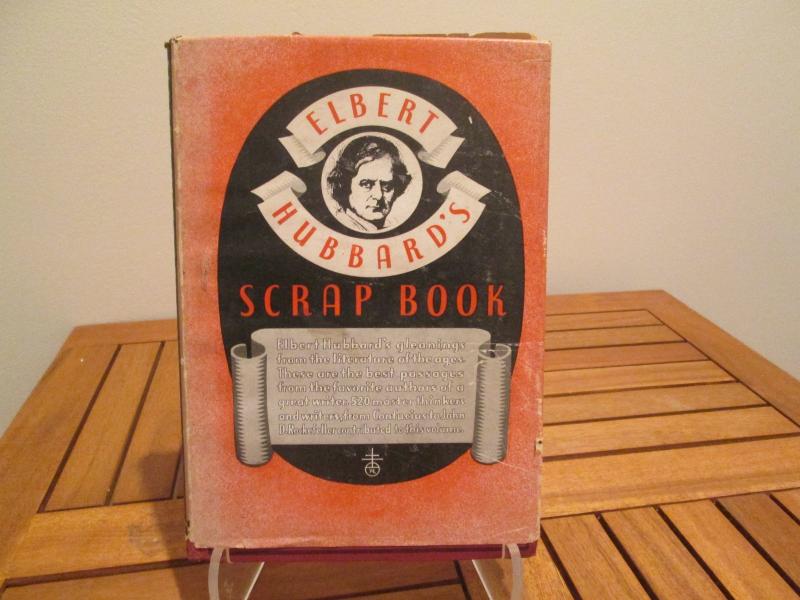 ELBERT
HUBBARD'S
SCRAP BOOK
Elbert Hubbard's gleanings
from the literature of the ages.
These are the best passages
from the favorite authors of a
great writer. 520 master thinkers
and writers, from Confucius to John
D. Rockefeller contributed to this volume.